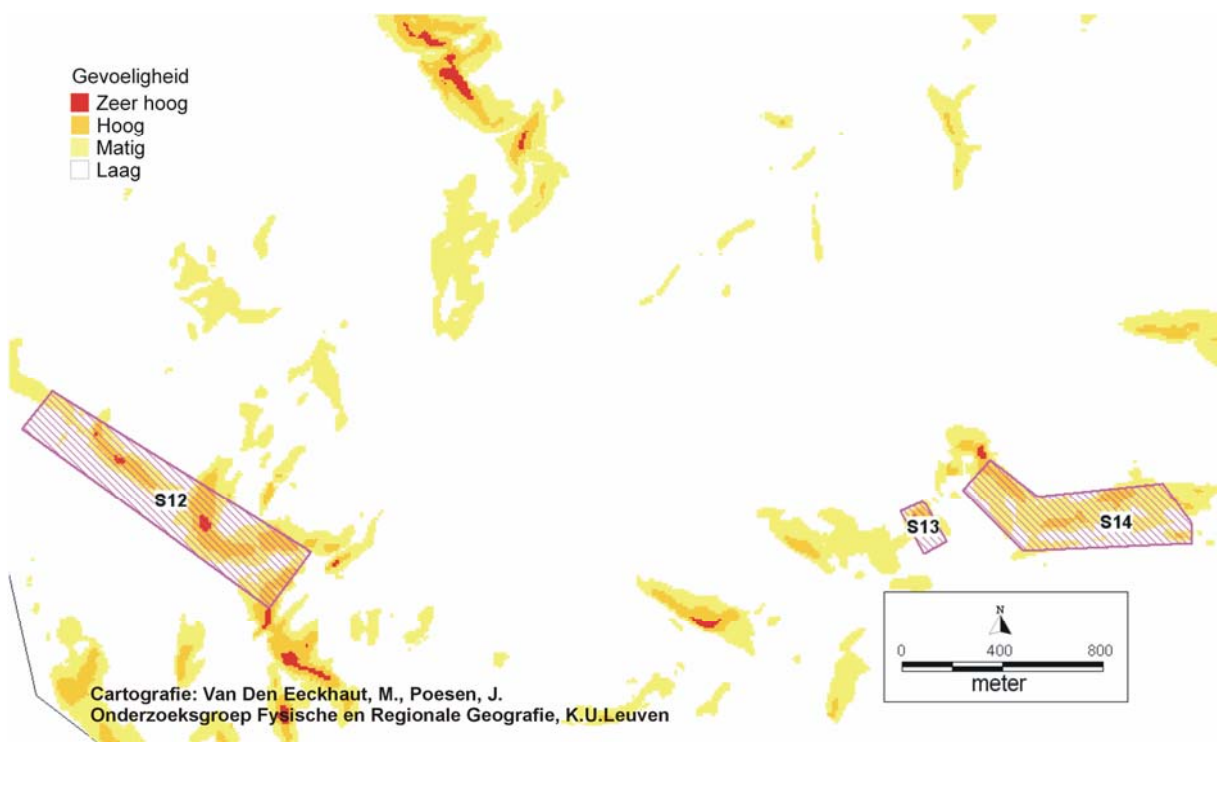 Gevoeligheid
Zeer hoog
Hoog
Matig
Laag
S12
S13
S14
N
0 400 800
meter
Cartografie: Van Den Eeckhaut, M., Poesen, J.
Onderzoeksgroep Fysische en Regionale Geografie, K.U.Leuven